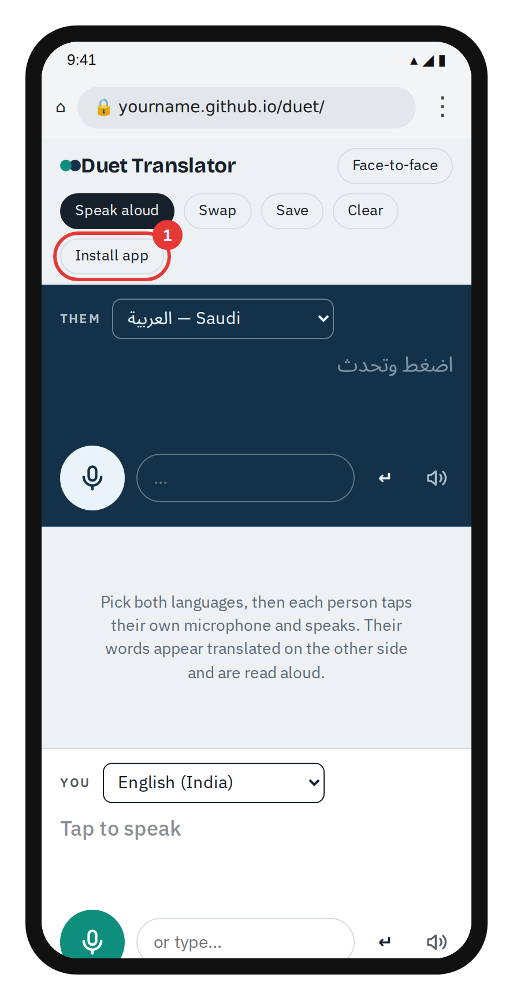 9:41
yourname.github.io/duet/
Duet Translator
Face-to-face
Speak aloud
Swap
Save
Clear
1
Install app
THEM
العربية — Saudi
اضغط وتحدث
...
Pick both languages, then each person taps
their own microphone and speaks. Their
words appear translated on the other side
and are read aloud.
YOU
English (India)
Tap to speak
or type...